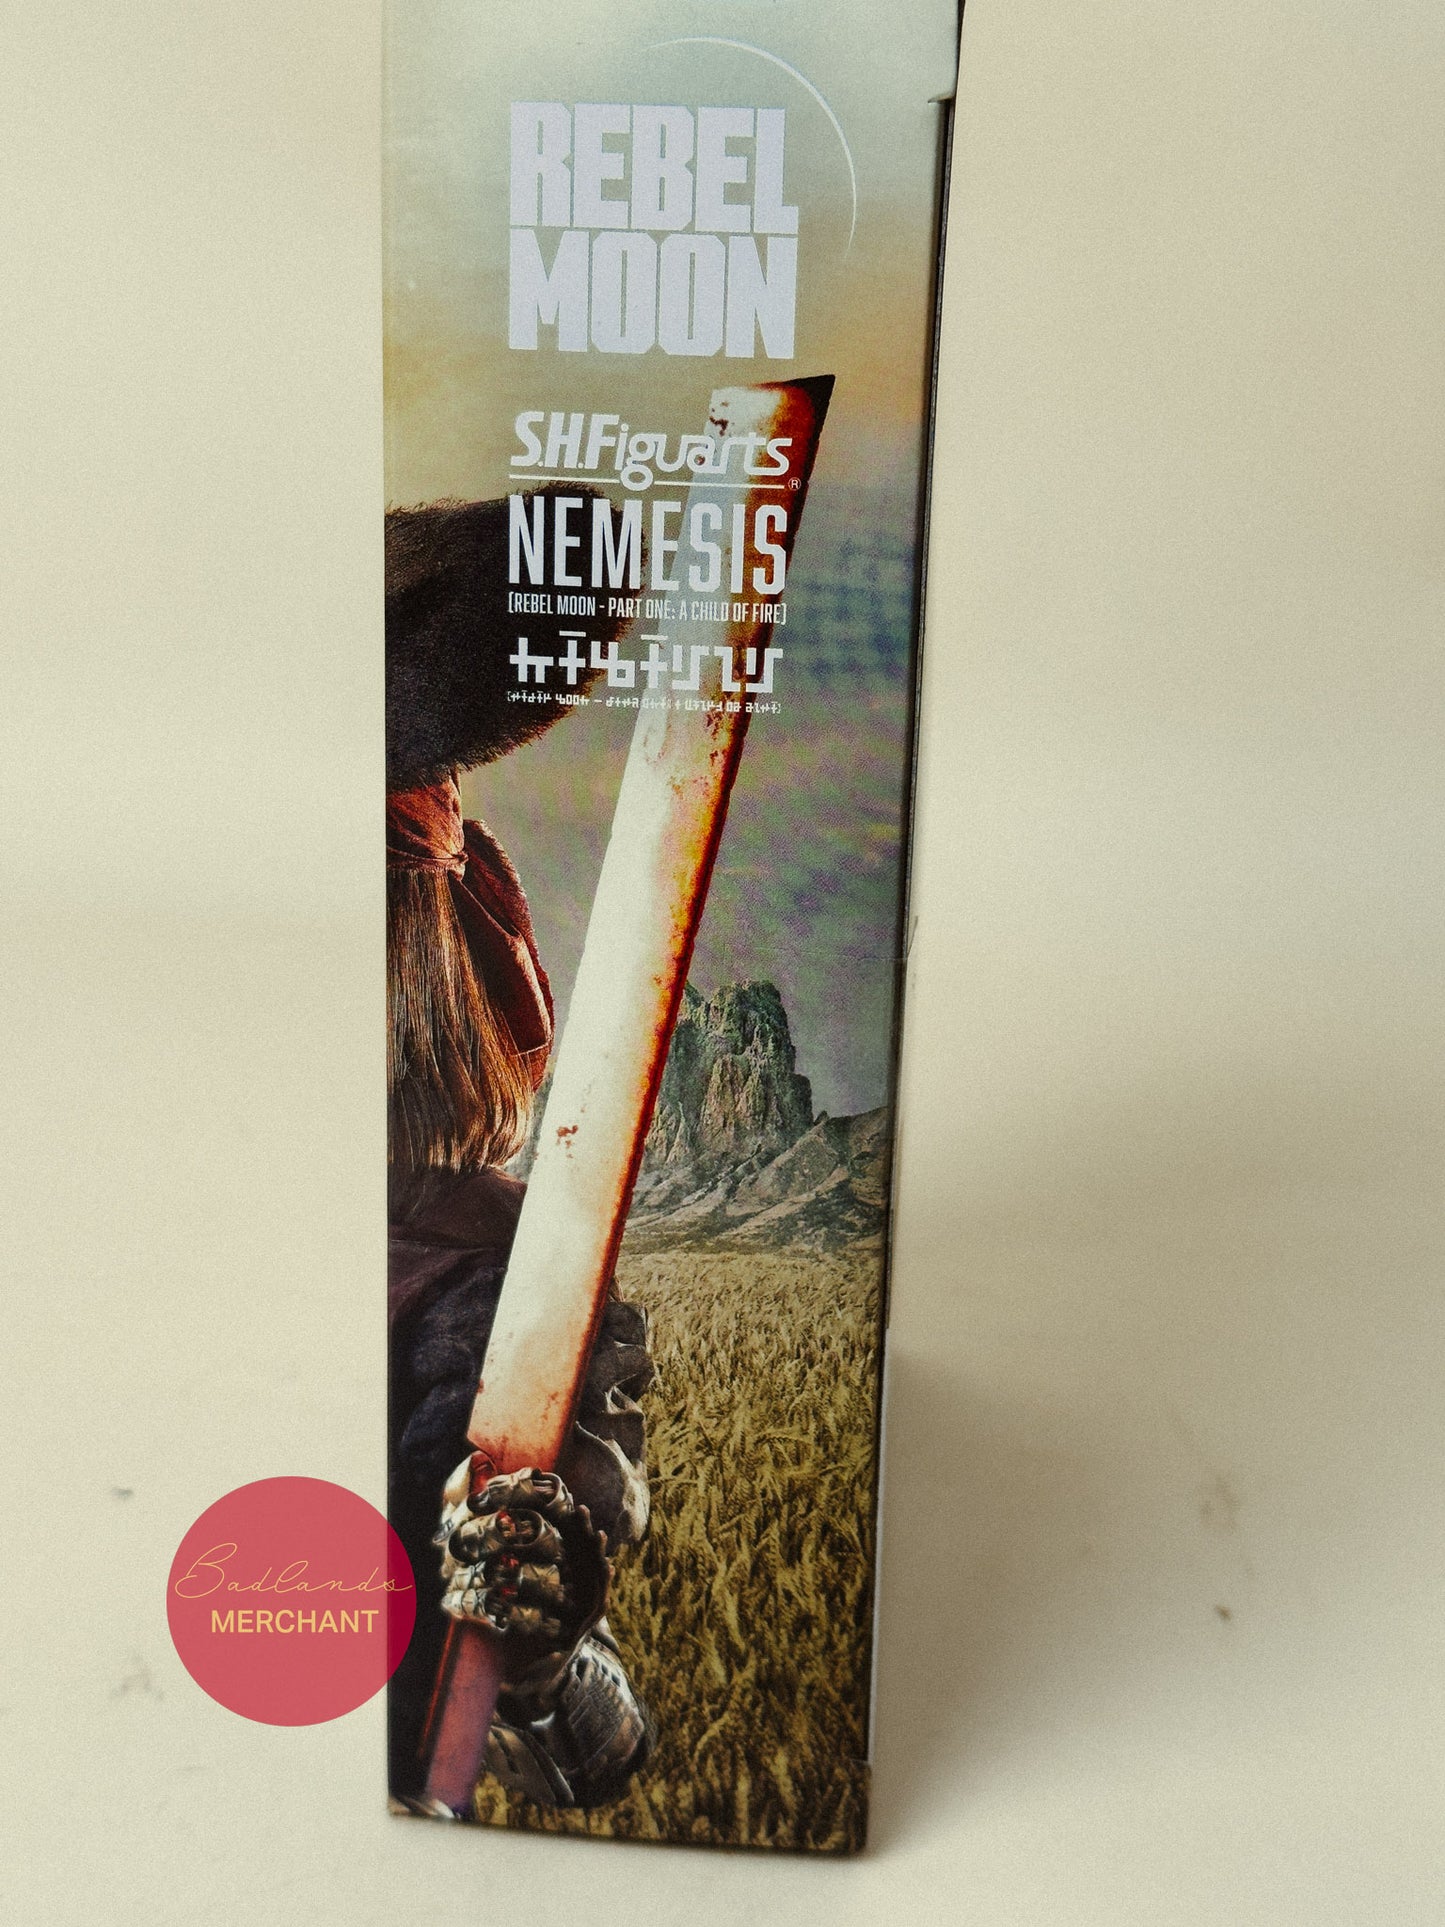 REBEL
MOON
S.H.Figuarts
®
NEMESIS
[REBEL MOON - PART ONE: A CHILD OF FIRE]
Badlands
MERCHANT